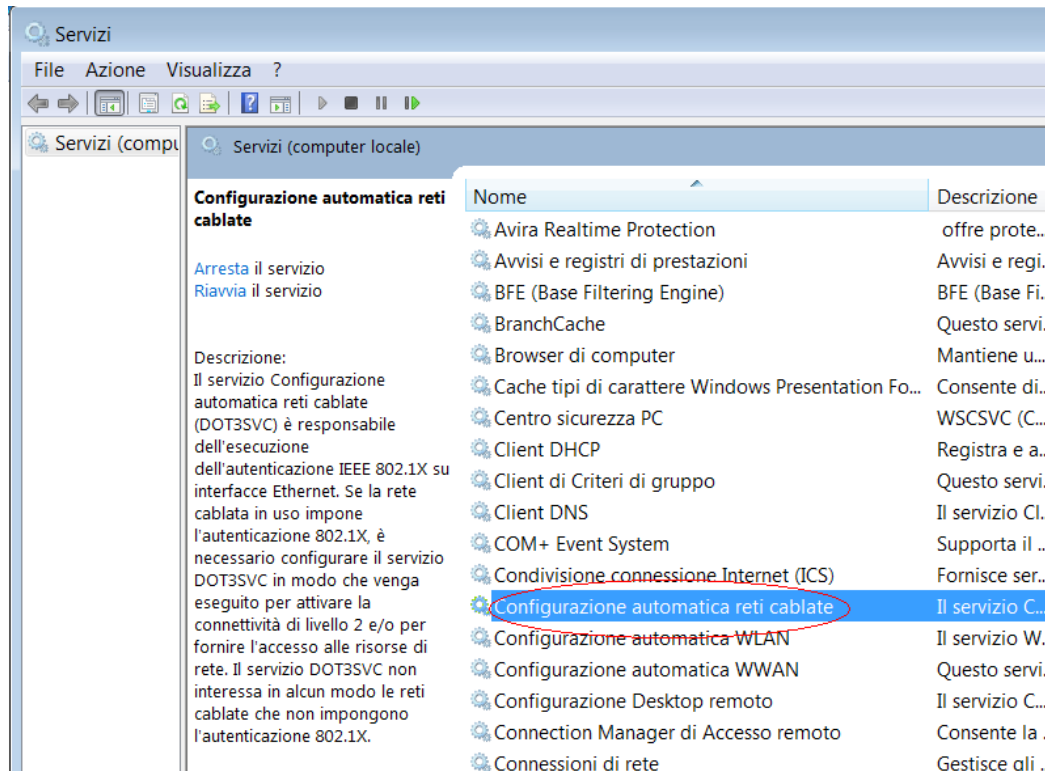 Servizi
File Azione Visualizza ?
Servizi (compu
Servizi (computer locale)
Configurazione automatica reti
cablate
Arresta il servizio
Riavvia il servizio
Descrizione:
Il servizio Configurazione
automatica reti cablate
(DOT3SVC) è responsabile
dell'esecuzione
dell'autenticazione IEEE 802.1X su
interfacce Ethernet. Se la rete
cablata in uso impone
l'autenticazione 802.1X, è
necessario configurare il servizio
DOT3SVC in modo che venga
eseguito per attivare la
connettività di livello 2 e/o per
fornire l'accesso alle risorse di
rete. Il servizio DOT3SVC non
interessa in alcun modo le reti
cablate che non impongono
l'autenticazione 802.1X.
Nome Descrizione
Avira Realtime Protection offre prote...
Avvisi e registri di prestazioni Avvisi e regi...
BFE (Base Filtering Engine) BFE (Base Fi...
BranchCache Questo servi...
Browser di computer Mantiene u...
Cache tipi di carattere Windows Presentation Fo... Consente di...
Centro sicurezza PC WSCSVC (C...
Client DHCP Registra e a...
Client di Criteri di gruppo Questo servi...
Client DNS Il servizio Cl...
COM+ Event System Supporta il ...
Condivisione connessione Internet (ICS) Fornisce ser...
Configurazione automatica reti cablate Il servizio C...
Configurazione automatica WLAN Il servizio W...
Configurazione automatica WWAN Questo servi...
Configurazione Desktop remoto Il servizio C...
Connection Manager di Accesso remoto Consente la ...
Connessioni di rete Gestisce gli ...